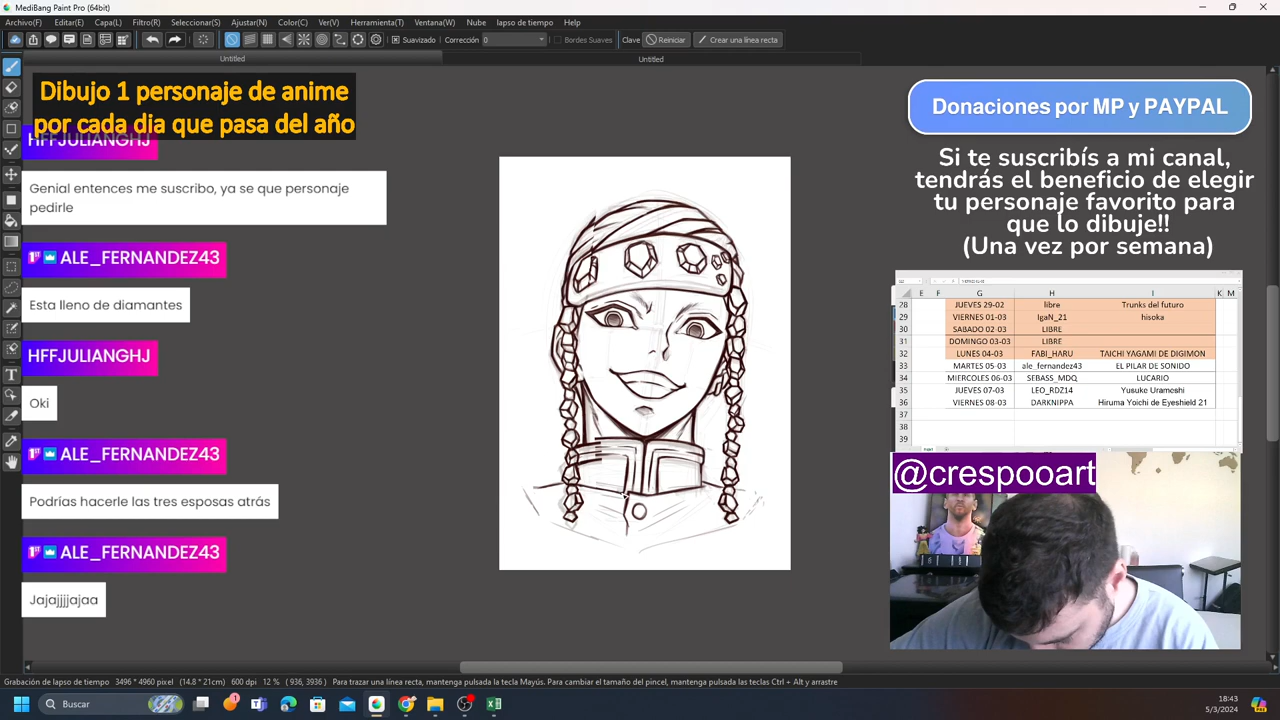 MediBang Paint Pro (64bit)
Archivo(F) Editar(E) Capa(L) Filtro(R) Seleccionar(S) Ajustar(N) Color(C) Ver(V) Herramienta(T) Ventana(W) Nube lapso de tiempo Help
Suavizado Corrección 0 Bordes Suaves Clave Reiniciar Crear una línea recta
Untitled Untitled
Dibujo 1 personaje de anime
por cada dia que pasa del año
HFFJULIANGHJ
Genial entences me suscribo, ya se que personaje
pedirle
ALE_FERNANDEZ43
Esta lleno de diamantes
HFFJULIANGHJ
Oki
ALE_FERNANDEZ43
Podrías hacerle las tres esposas atrás
ALE_FERNANDEZ43
Jajajjjjajaa
Donaciones por MP y PAYPAL
Si te suscribís a mi canal,
tendrás el beneficio de elegir
tu personaje favorito para
que lo dibuje!!
(Una vez por semana)
E F G H I K M
28 JUEVES 29-02 libre Trunks del futuro
29 VIERNES 01-03 IgaN_21 hisoka
30 SABADO 02-03 LIBRE
31 DOMINGO 03-03 LIBRE
32 LUNES 04-03 FABI_HARU TAICHI YAGAMI DE DIGIMON
33 MARTES 05-03 ale_fernandez43 EL PILAR DE SONIDO
34 MIERCOLES 06-03 SEBASS_MDQ LUCARIO
35 JUEVES 07-03 LEO_RDZ14 Yusuke Urameshi
36 VIERNES 08-03 DARKNIPPA Hiruma Yoichi de Eyeshield 21
37
38
39
@crespooart
Grabación de lapso de tiempo 3496 * 4960 pixel (14.8 * 21cm) 600 dpi 12 % ( 936, 3936 ) Para trazar una línea recta, mantenga pulsada la tecla Mayús. Para cambiar el tamaño del pincel, mantenga pulsada las teclas Ctrl + Alt y arrastre
Buscar
18:43
5/3/2024